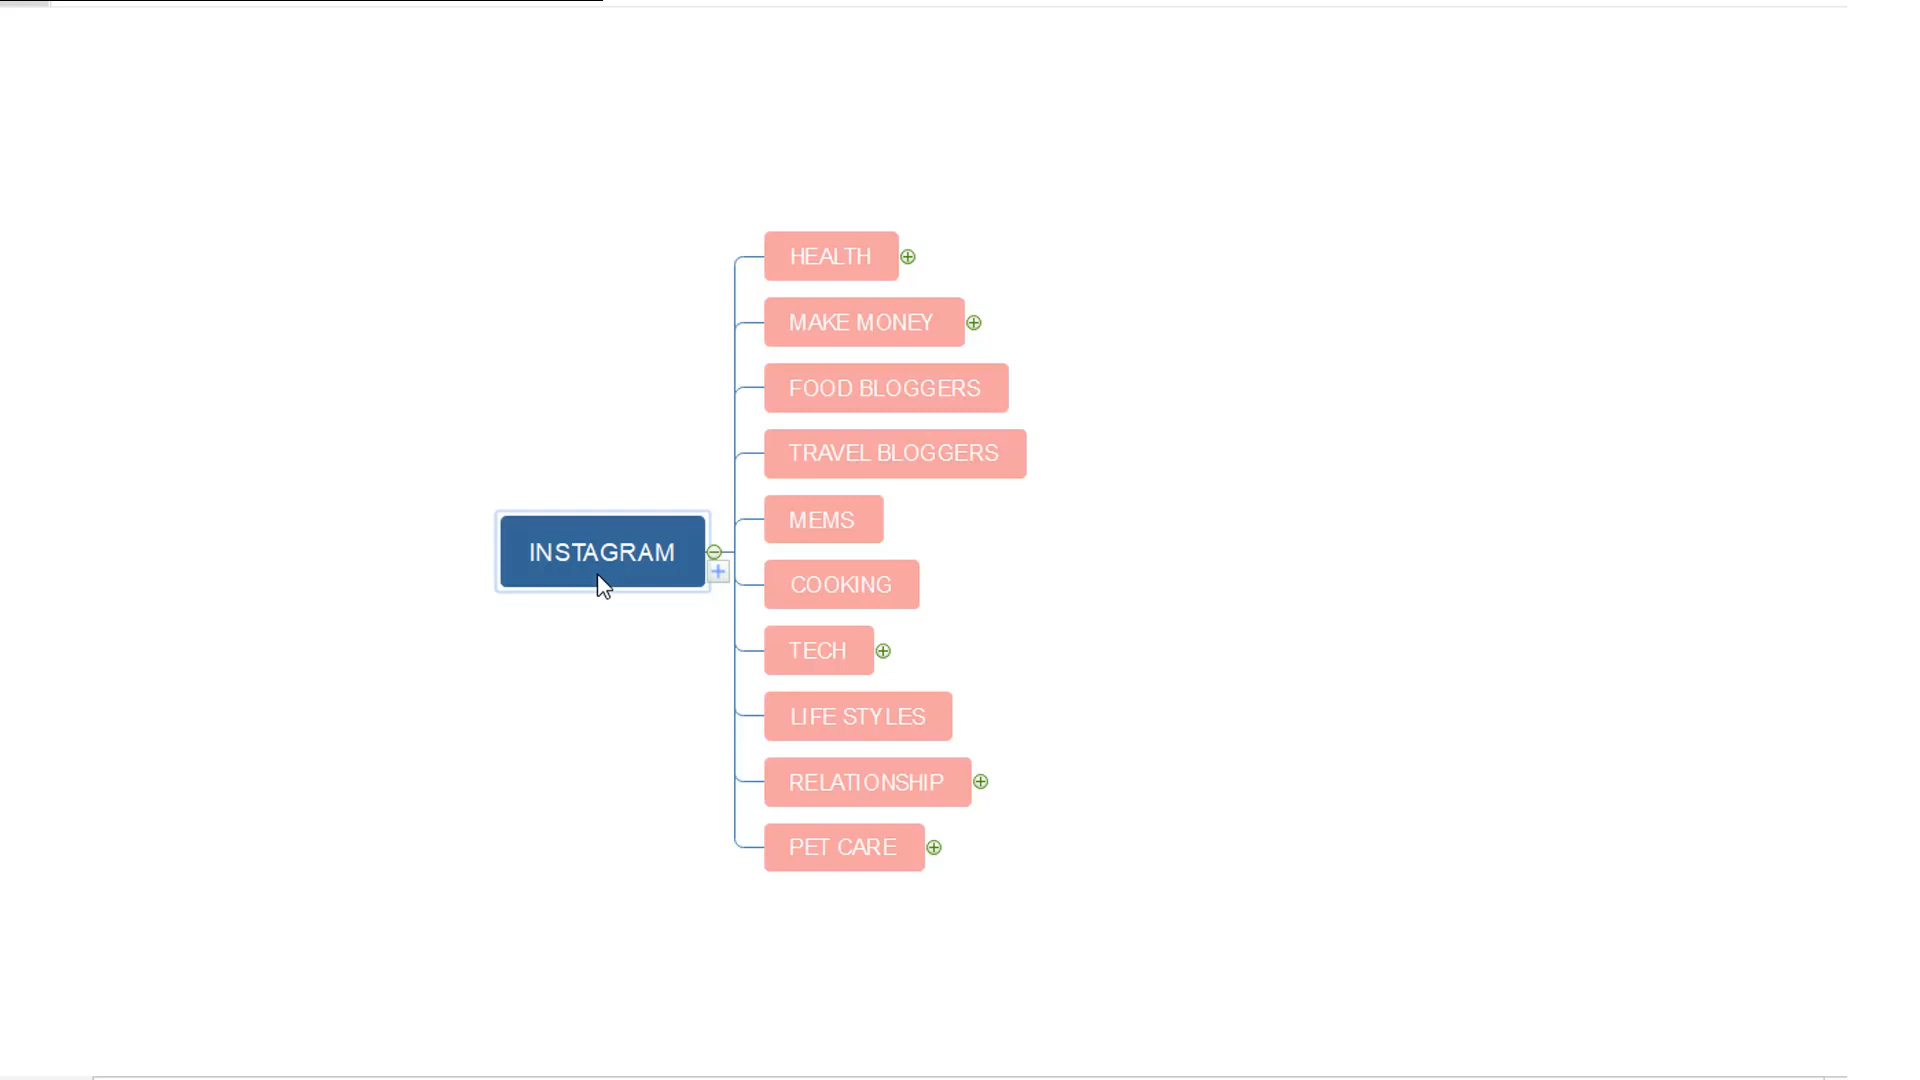 HEALTH
MAKE MONEY
FOOD BLOGGERS
TRAVEL BLOGGERS
MEMS
INSTAGRAM
COOKING
TECH
LIFE STYLES
RELATIONSHIP
PET CARE